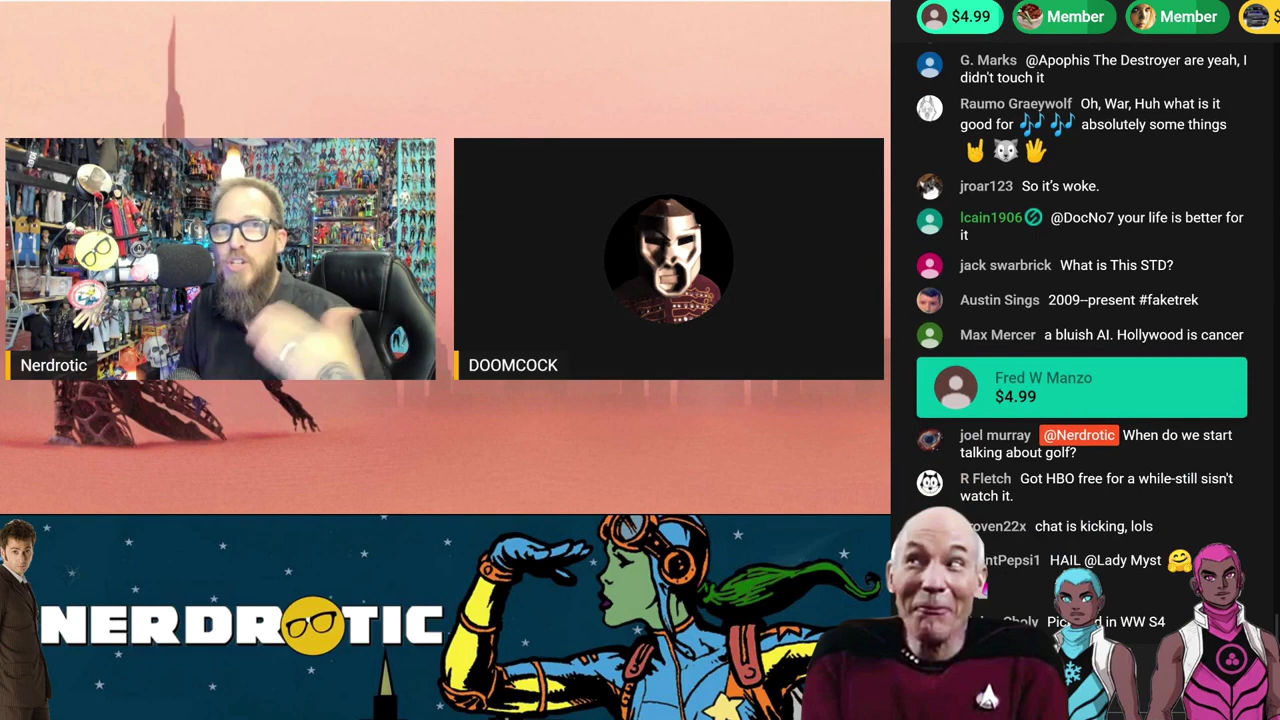 $4.99
Member
Member
$
G. Marks @Apophis The Destroyer are yeah, I
didn't touch it
Raumo Graeywolf Oh, War, Huh what is it
good for 🎶 🎶 absolutely some things
🤘 🐺 🖖
jroar123 So it’s woke.
lcain1906 @DocNo7 your life is better for
it
jack swarbrick What is This STD?
Austin Sings 2009--present #faketrek
Max Mercer a bluish AI. Hollywood is cancer
Fred W Manzo
$4.99
joel murray @Nerdrotic When do we start
talking about golf?
R Fletch Got HBO free for a while-still sisn't
watch it.
roven22x chat is kicking, lols
ntPepsi1 HAIL @Lady Myst 🤗
d in WW S4
Nerdrotic
DOOMCOCK
NERDROTIC